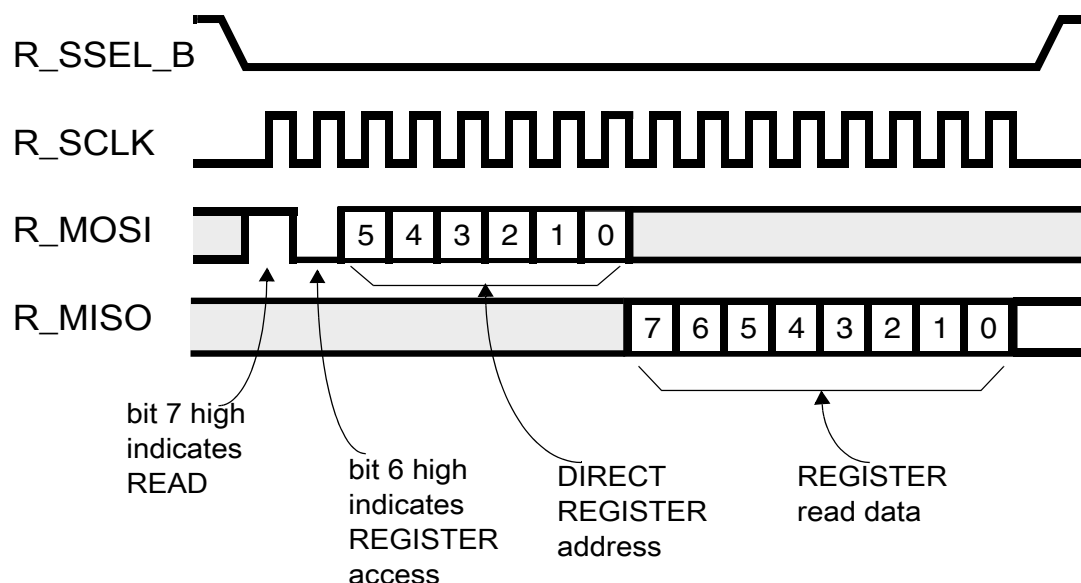 R_SSEL_B
R_SCLK
R_MOSI
5 4 3 2 1 0
R_MISO
7 6 5 4 3 2 1 0
bit 7 high
indicates
READ
bit 6 high
indicates
REGISTER
access
DIRECT
REGISTER
address
REGISTER
read data